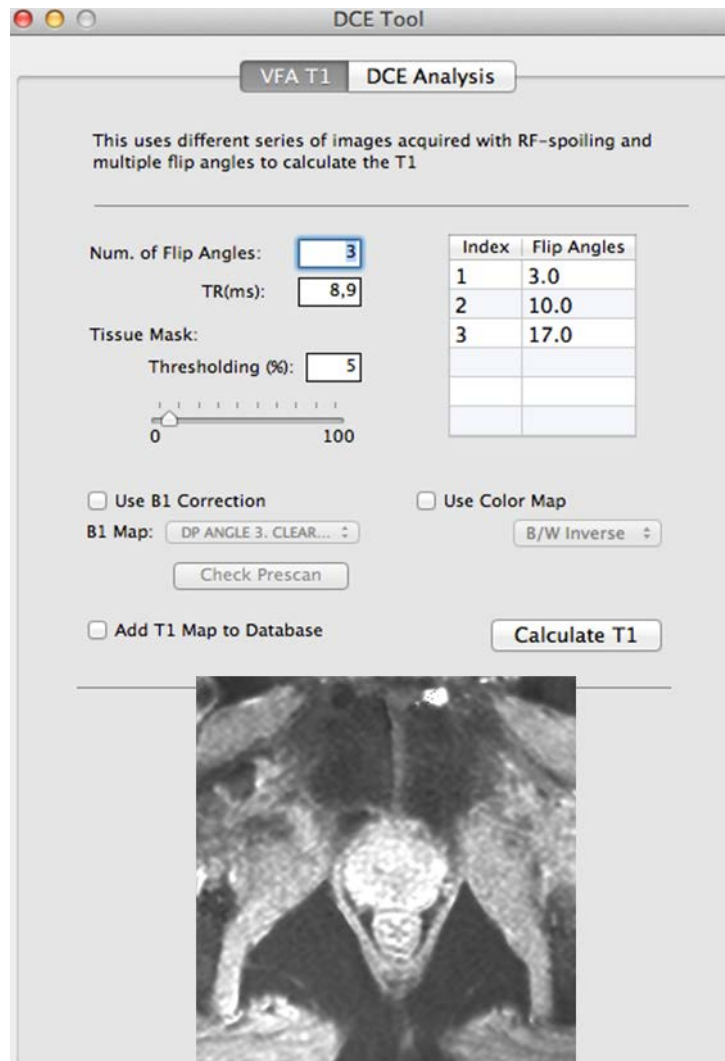 DCE Tool
VFA T1 DCE Analysis
This uses different series of images acquired with RF-spoiling and
multiple flip angles to calculate the T1
Num. of Flip Angles: 3
TR(ms): 8,9
Tissue Mask:
Thresholding (%): 5
0 100
Index Flip Angles
1 3.0
2 10.0
3 17.0
Use B1 Correction
B1 Map: DP ANGLE 3. CLEAR...
Check Prescan
Use Color Map
B/W Inverse
Add T1 Map to Database
Calculate T1